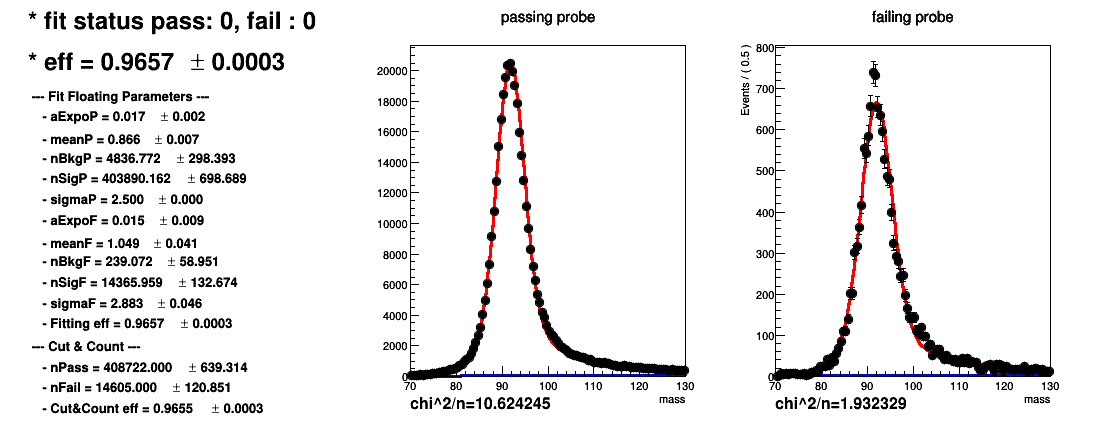 * fit status pass: 0, fail : 0
* eff = 0.9657 ± 0.0003
--- Fit Floating Parameters ---
- aExpoP = 0.017 ± 0.002
- meanP = 0.866 ± 0.007
- nBkgP = 4836.772 ± 298.393
- nSigP = 403890.162 ± 698.689
- sigmaP = 2.500 ± 0.000
- aExpoF = 0.015 ± 0.009
- meanF = 1.049 ± 0.041
- nBkgF = 239.072 ± 58.951
- nSigF = 14365.959 ± 132.674
- sigmaF = 2.883 ± 0.046
- Fitting eff = 0.9657 ± 0.0003
--- Cut & Count ---
- nPass = 408722.000 ± 639.314
- nFail = 14605.000 ± 120.851
- Cut&Count eff = 0.9655 ± 0.0003
passing probe
20000
18000
16000
14000
12000
10000
8000
6000
4000
2000
0
70 80 90 100 110 120 130
mass
chi^2/n=10.624245
failing probe
Events / ( 0.5 )
800
700
600
500
400
300
200
100
0
70 80 90 100 110 120 130
mass
chi^2/n=1.932329